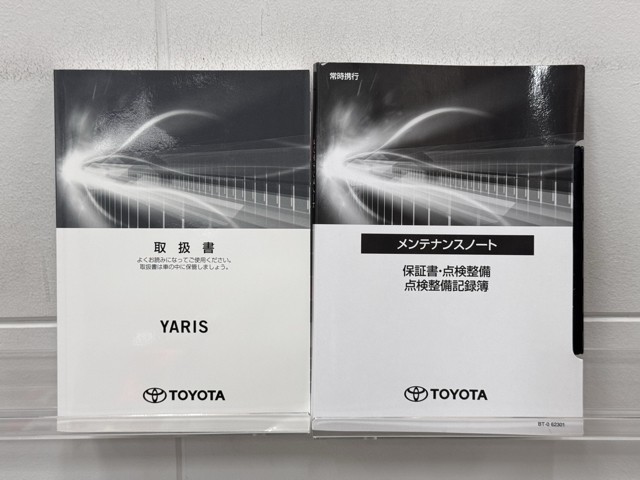 取扱書
よくお読みになってご使用ください。
取扱書は車の中に保管しましょう。
YARIS
TOYOTA
常時携行
メンテナンスノート
保証書・点検整備
点検整備記録簿
TOYOTA
BT-S 62301